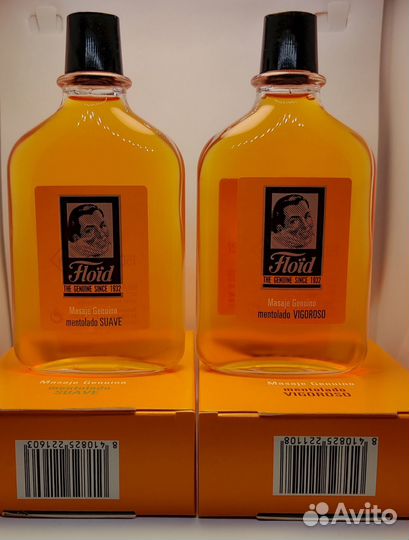 Floïd
THE GENUINE SINCE 1932
Masaje Genuino
mentolado SUAVE
Floïd
THE GENUINE SINCE 1932
Masaje Genuino
mentolado VIGOROSO
Masaje Genuino
mentolado
SUAVE
8 410825 221603
Masaje Genuino
mentolado
VIGOROSO
8 410825 221108
Avito